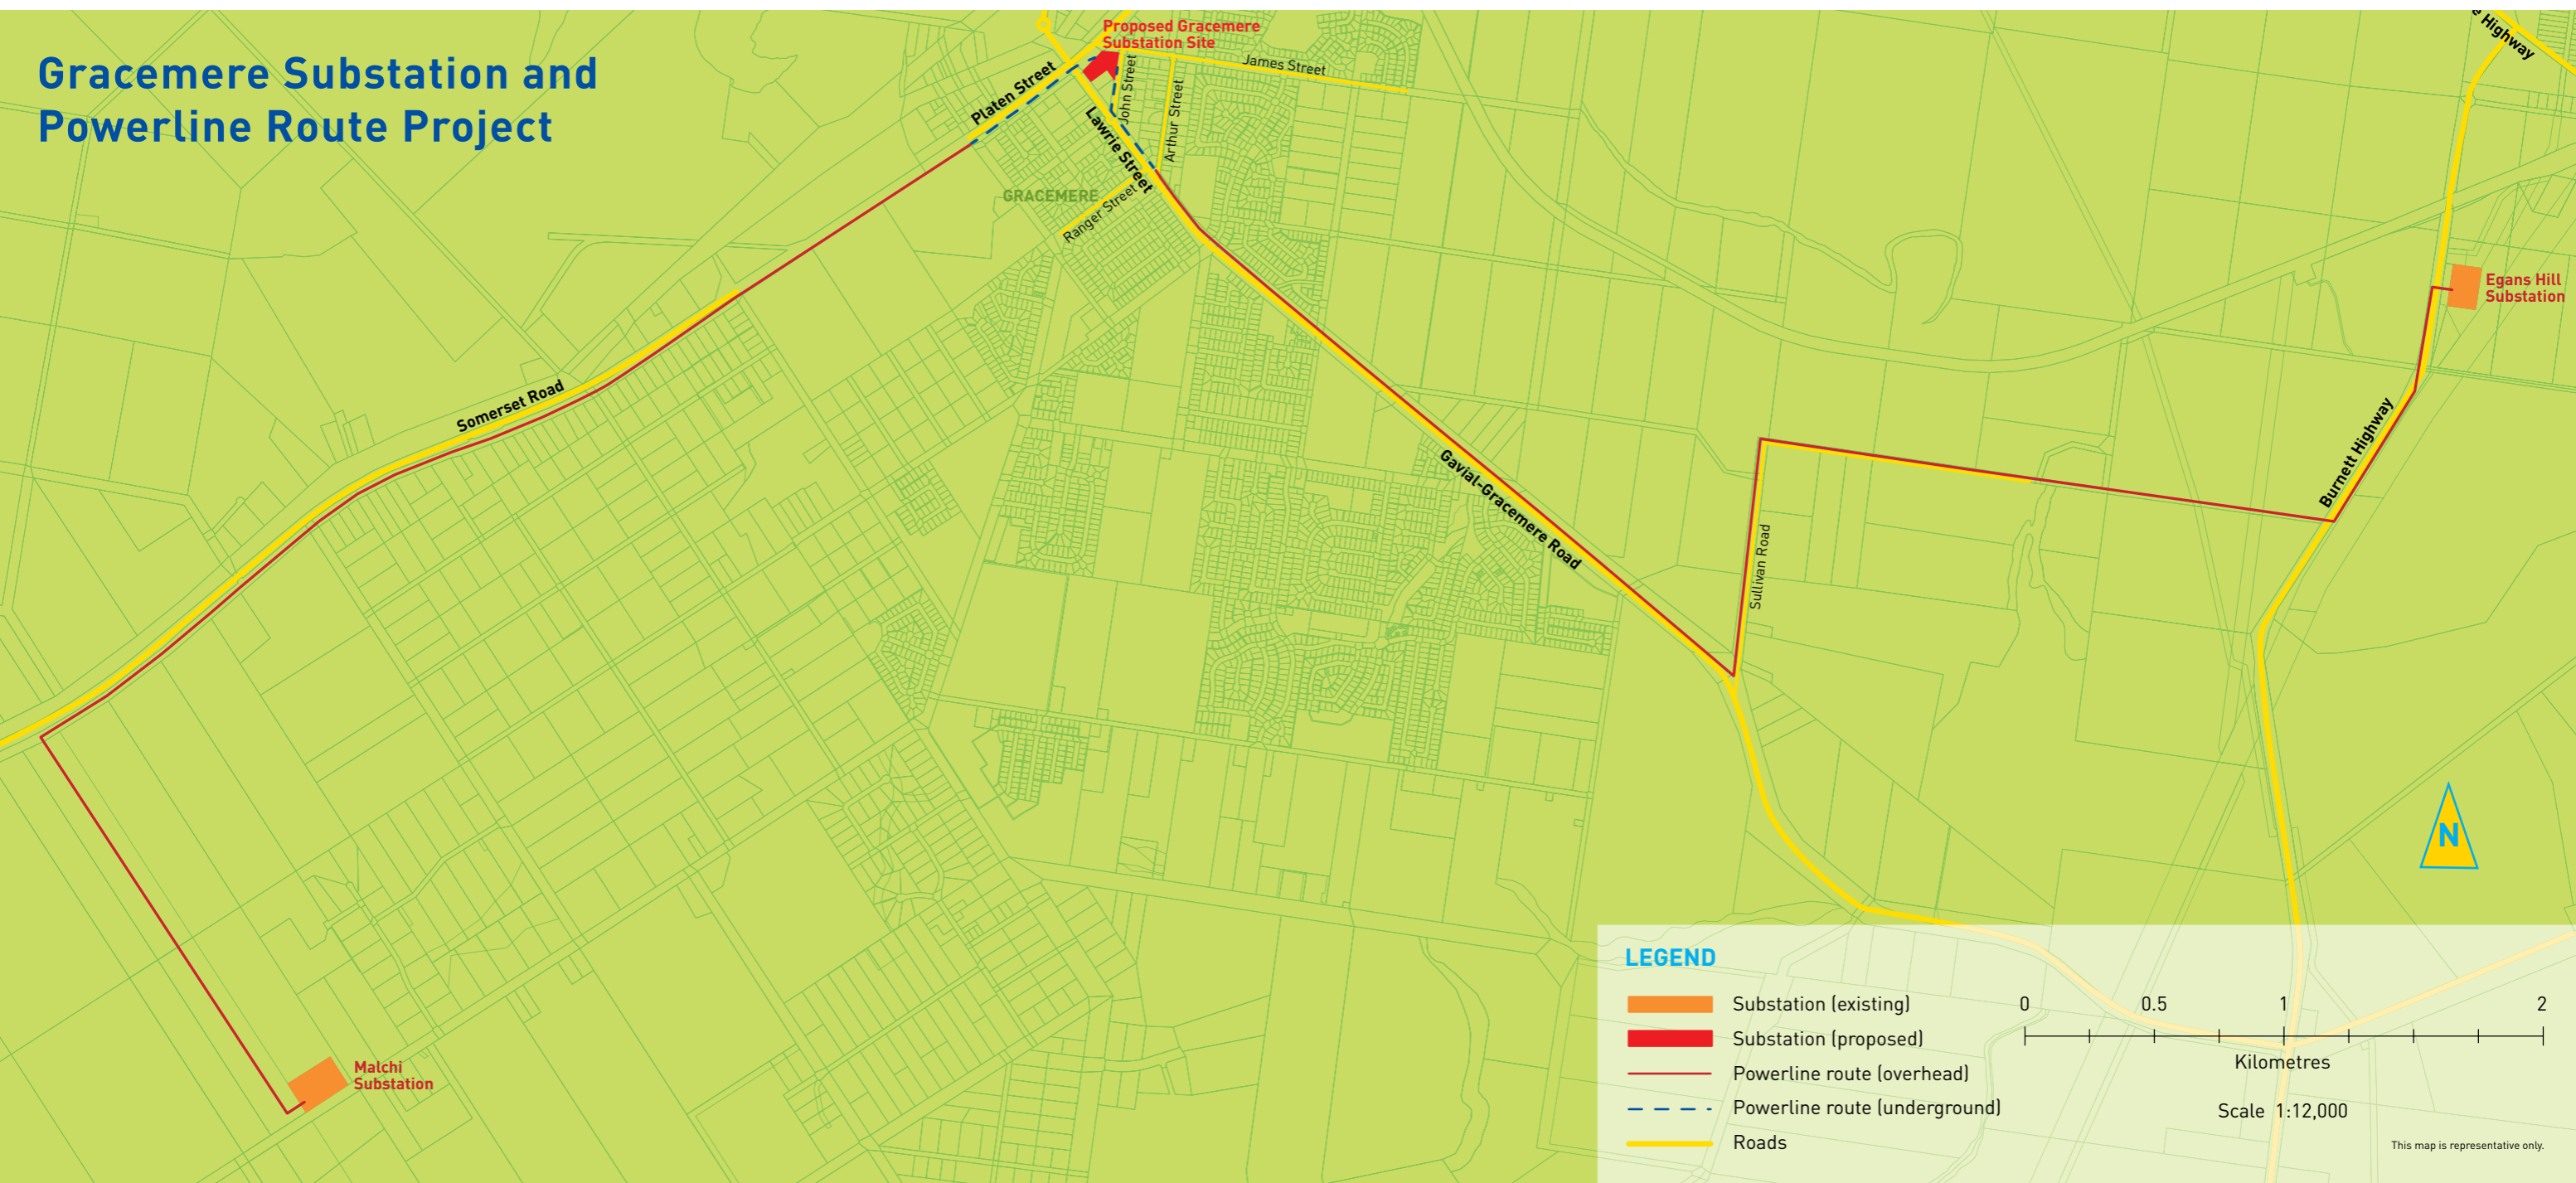 Gracemere Substation and
Powerline Route Project
Proposed Gracemere
Substation Site
Platen Street
James Street
John Street
Arthur Street
Lawrie Street
GRACEMERE
Ranger Street
e Highway
Egans Hill
Substation
Somerset Road
Burnett Highway
Gavial-Gracemere Road
Sullivan Road
Malchi
Substation
N
LEGEND
Substation (existing)
Substation (proposed)
Powerline route (overhead)
Powerline route (underground)
Roads
0 0.5 1 2
Kilometres
Scale 1:12,000
This map is representative only.